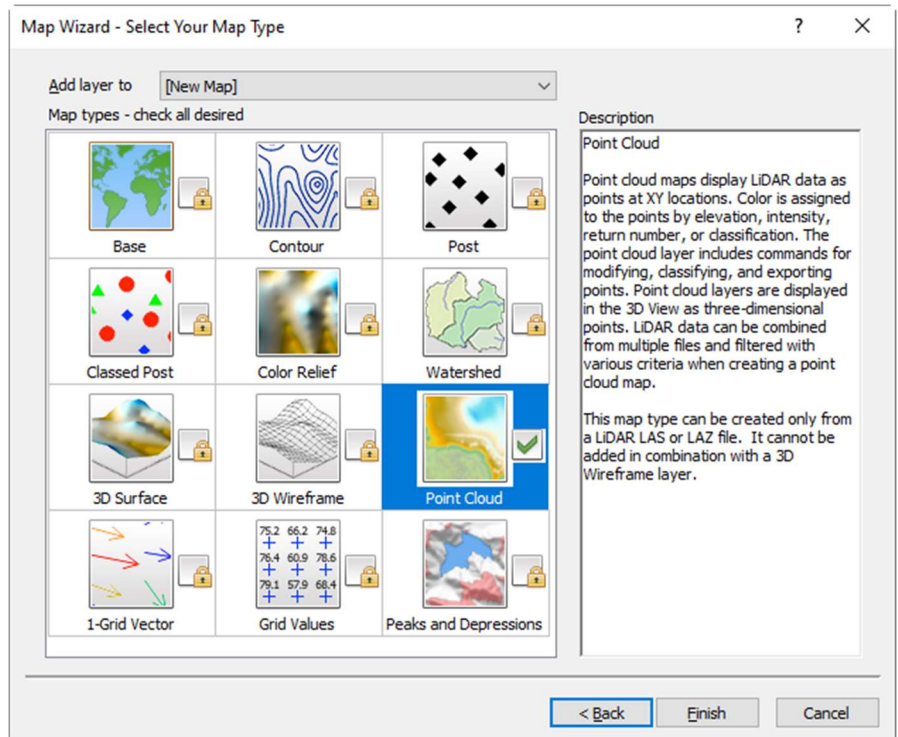 Map Wizard - Select Your Map Type
?
Add layer to [New Map]
Map types - check all desired
Base
Contour
Post
Classed Post
Color Relief
Watershed
3D Surface
3D Wireframe
Point Cloud
75.2 66.2 74.8
76.4 60.9 78.6
79.1 57.9 68.4
1-Grid Vector
Grid Values
Peaks and Depressions
Description
Point Cloud
Point cloud maps display LiDAR data as
points at XY locations. Color is assigned
to the points by elevation, intensity,
return number, or classification. The
point cloud layer includes commands for
modifying, classifying, and exporting
points. Point cloud layers are displayed
in the 3D View as three-dimensional
points. LiDAR data can be combined
from multiple files and filtered with
various criteria when creating a point
cloud map.
This map type can be created only from
a LiDAR LAS or LAZ file.  It cannot be
added in combination with a 3D
Wireframe layer.
< Back
Finish
Cancel